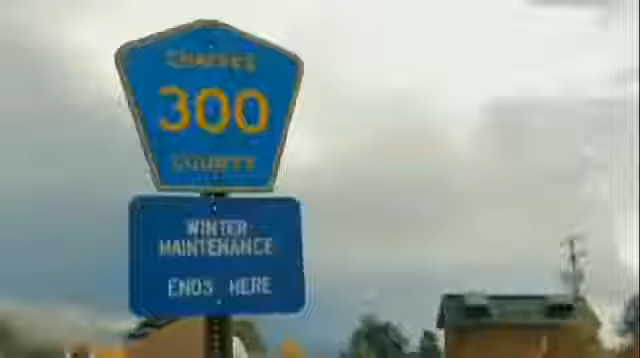 CHAFFEE
300
COUNTY
WINTER
MAINTENANCE
ENDS HERE